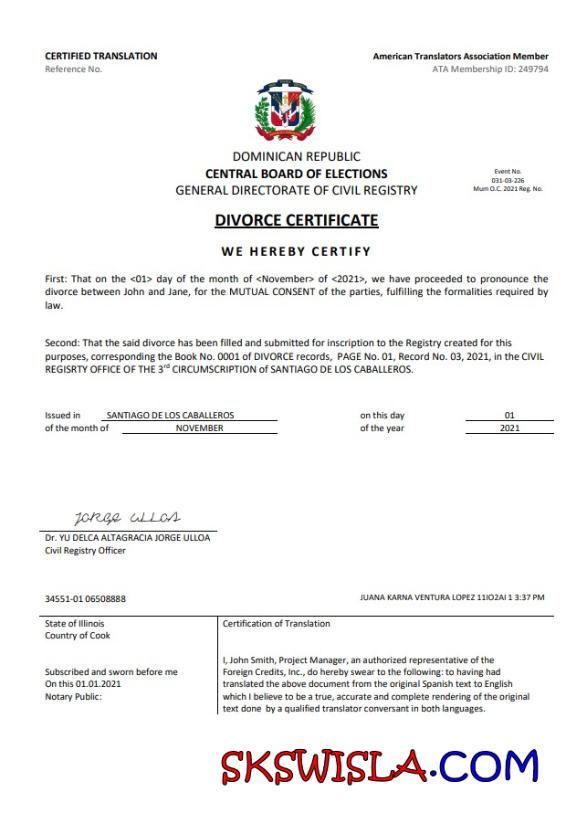 CERTIFIED TRANSLATION
American Translators Association Member
Reference No.
ATA Membership ID: 249794
DOMINICAN REPUBLIC
CENTRAL BOARD OF ELECTIONS
GENERAL DIRECTORATE OF CIVIL REGISTRY
Event No.
031-03-226
Mum O.C. 2021 Reg. No.
DIVORCE CERTIFICATE
WE HEREBY CERTIFY
First: That on the <01> day of the month of <November> of <2021>, we have proceeded to pronounce the
divorce between John and Jane, for the MUTUAL CONSENT of the parties, fulfilling the formalities required by
law.
Second: That the said divorce has been filled and submitted for inscription to the Registry created for this
purposes, corresponding the Book No. 0001 of DIVORCE records, PAGE No. 01, Record No. 03, 2021, in the CIVIL
REGISRTY OFFICE OF THE 3rd CIRCUMSCRIPTION of SANTIAGO DE LOS CABALLEROS.
Issued in SANTIAGO DE LOS CABALLEROS on this day 01
of the month of NOVEMBER of the year 2021
JORGE ULLOA
Dr. YU DELCA ALTAGRACIA JORGE ULLOA
Civil Registry Officer
34551-01 06508888
JUANA KARNA VENTURA LOPEZ 11IO2AI 1 3:37 PM
State of Illinois
Country of Cook
Subscribed and sworn before me
On this 01.01.2021
Notary Public:
Certification of Translation
I, John Smith, Project Manager, an authorized representative of the
Foreign Credits, Inc., do hereby swear to the following: to having had
translated the above document from the original Spanish text to English
which I believe to be a true, accurate and complete rendering of the original
text done by a qualified translator conversant in both languages.
SKSWISLA.COM